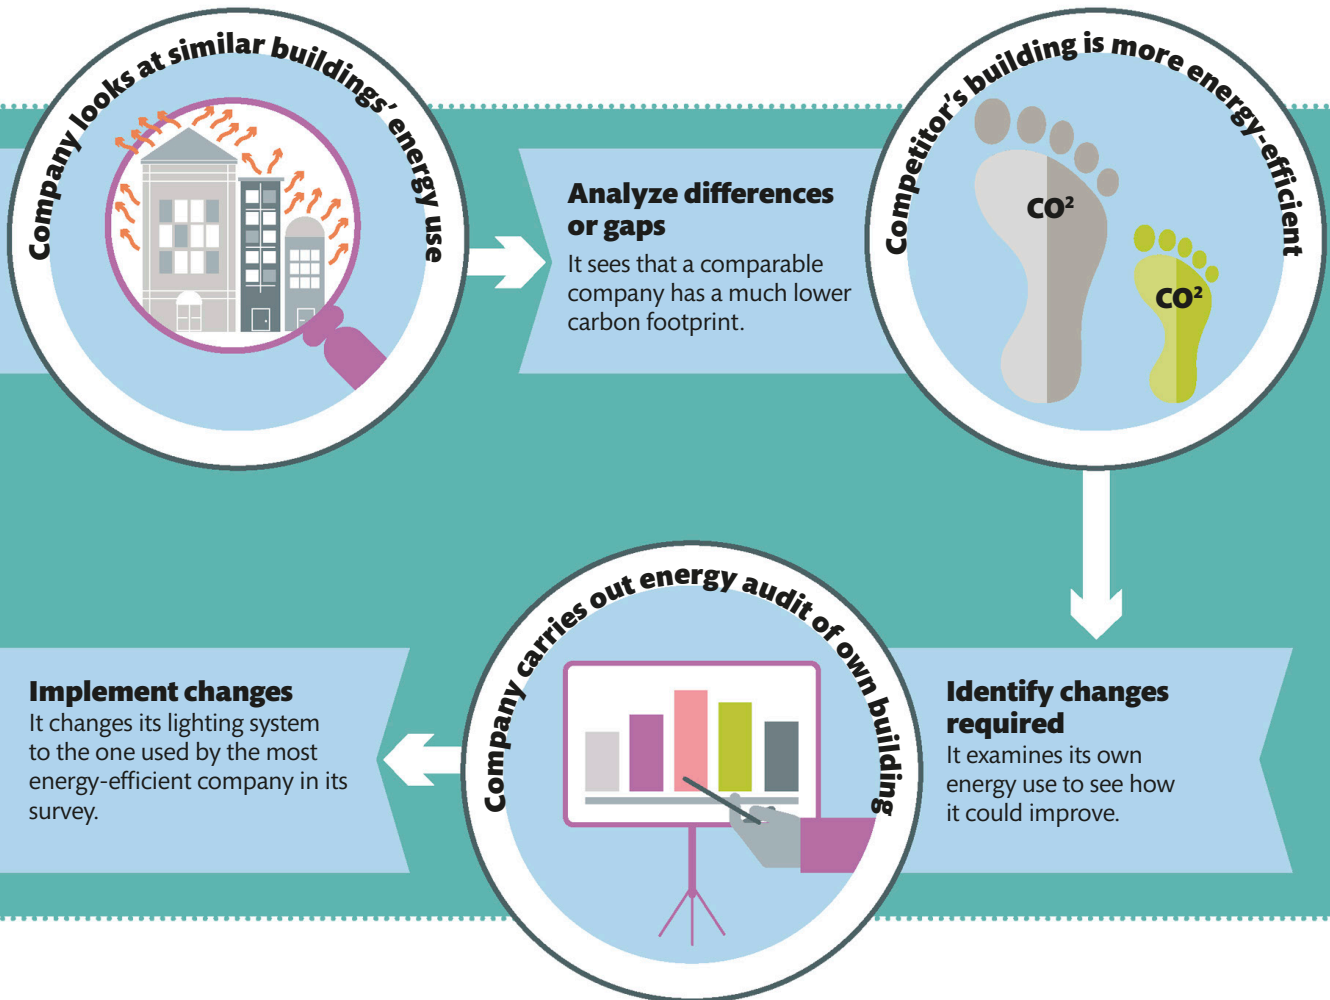 Company looks at similar buildings' energy use
Analyze differences
or gaps
It sees that a comparable
company has a much lower
carbon footprint.
Competitor's building is more energy-efficient
CO²
CO²
Identify changes
required
It examines its own
energy use to see how
it could improve.
Company carries out energy audit of own building
Implement changes
It changes its lighting system
to the one used by the most
energy-efficient company in its
survey.